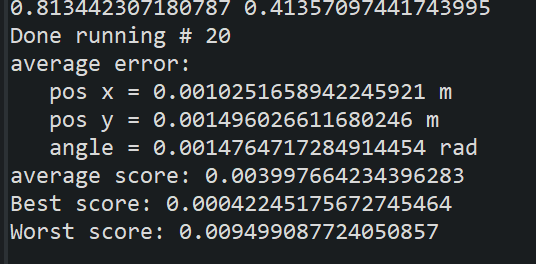 0.813442307180787 0.41357097441743995
Done running # 20
average error:
   pos x = 0.0010251658942245921 m
   pos y = 0.001496026611680246 m
   angle = 0.0014764717284914454 rad
average score: 0.003997664234396283
Best score: 0.00042245175672745464
Worst score: 0.009499087724050857